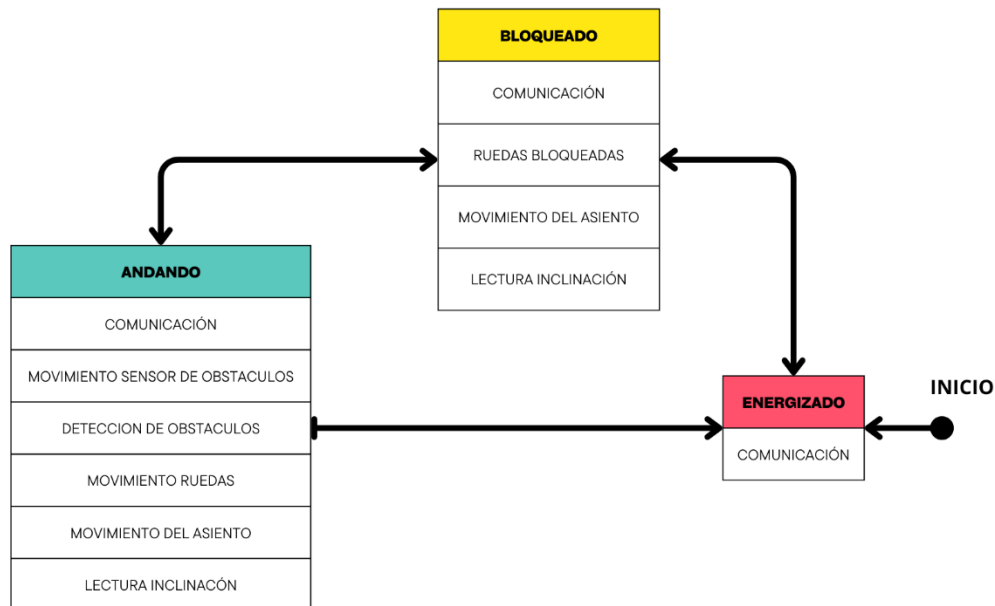 BLOQUEADO
COMUNICACIÓN
RUEDAS BLOQUEADAS
MOVIMIENTO DEL ASIENTO
LECTURA INCLINACIÓN
ANDANDO
COMUNICACIÓN
MOVIMIENTO SENSOR DE OBSTACULOS
DETECCION DE OBSTACULOS
MOVIMIENTO RUEDAS
MOVIMIENTO DEL ASIENTO
LECTURA INCLINACÓN
ENERGIZADO
COMUNICACIÓN
INICIO